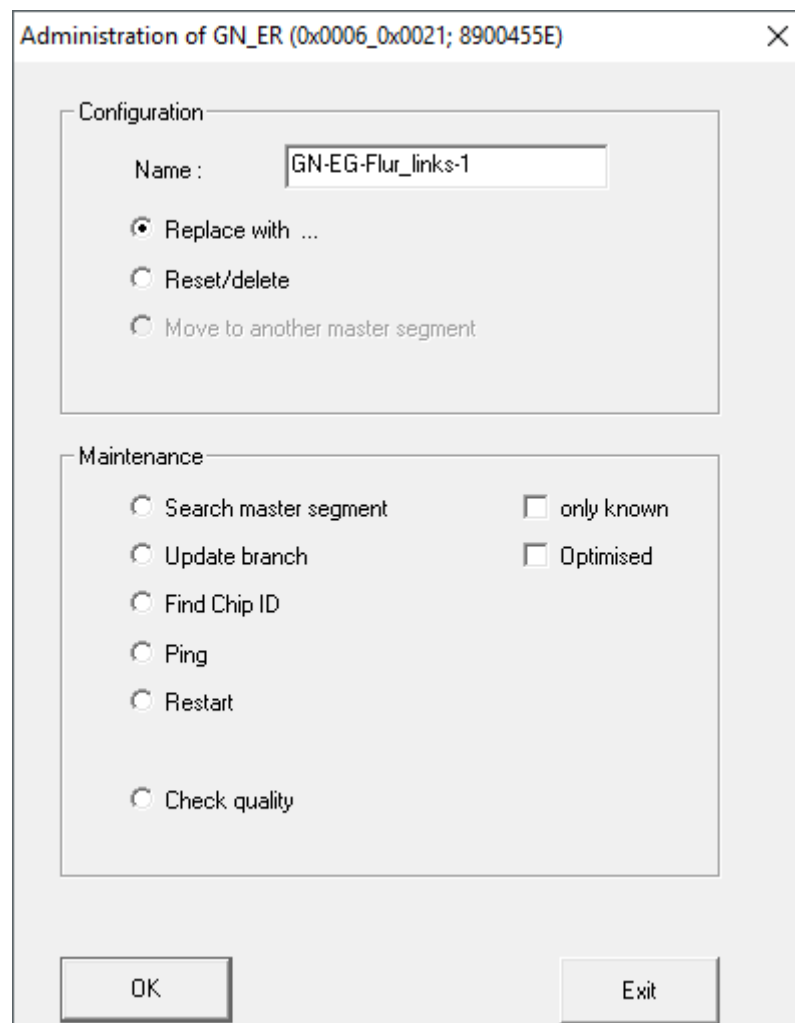 Administration of GN_ER (0x0006_0x0021; 8900455E)
Configuration
Name :
GN-EG-Flur_links-1
Replace with ...
Reset/delete
Move to another master segment
Maintenance
Search master segment
only known
Update branch
Optimised
Find Chip ID
Ping
Restart
Check quality
OK
Exit